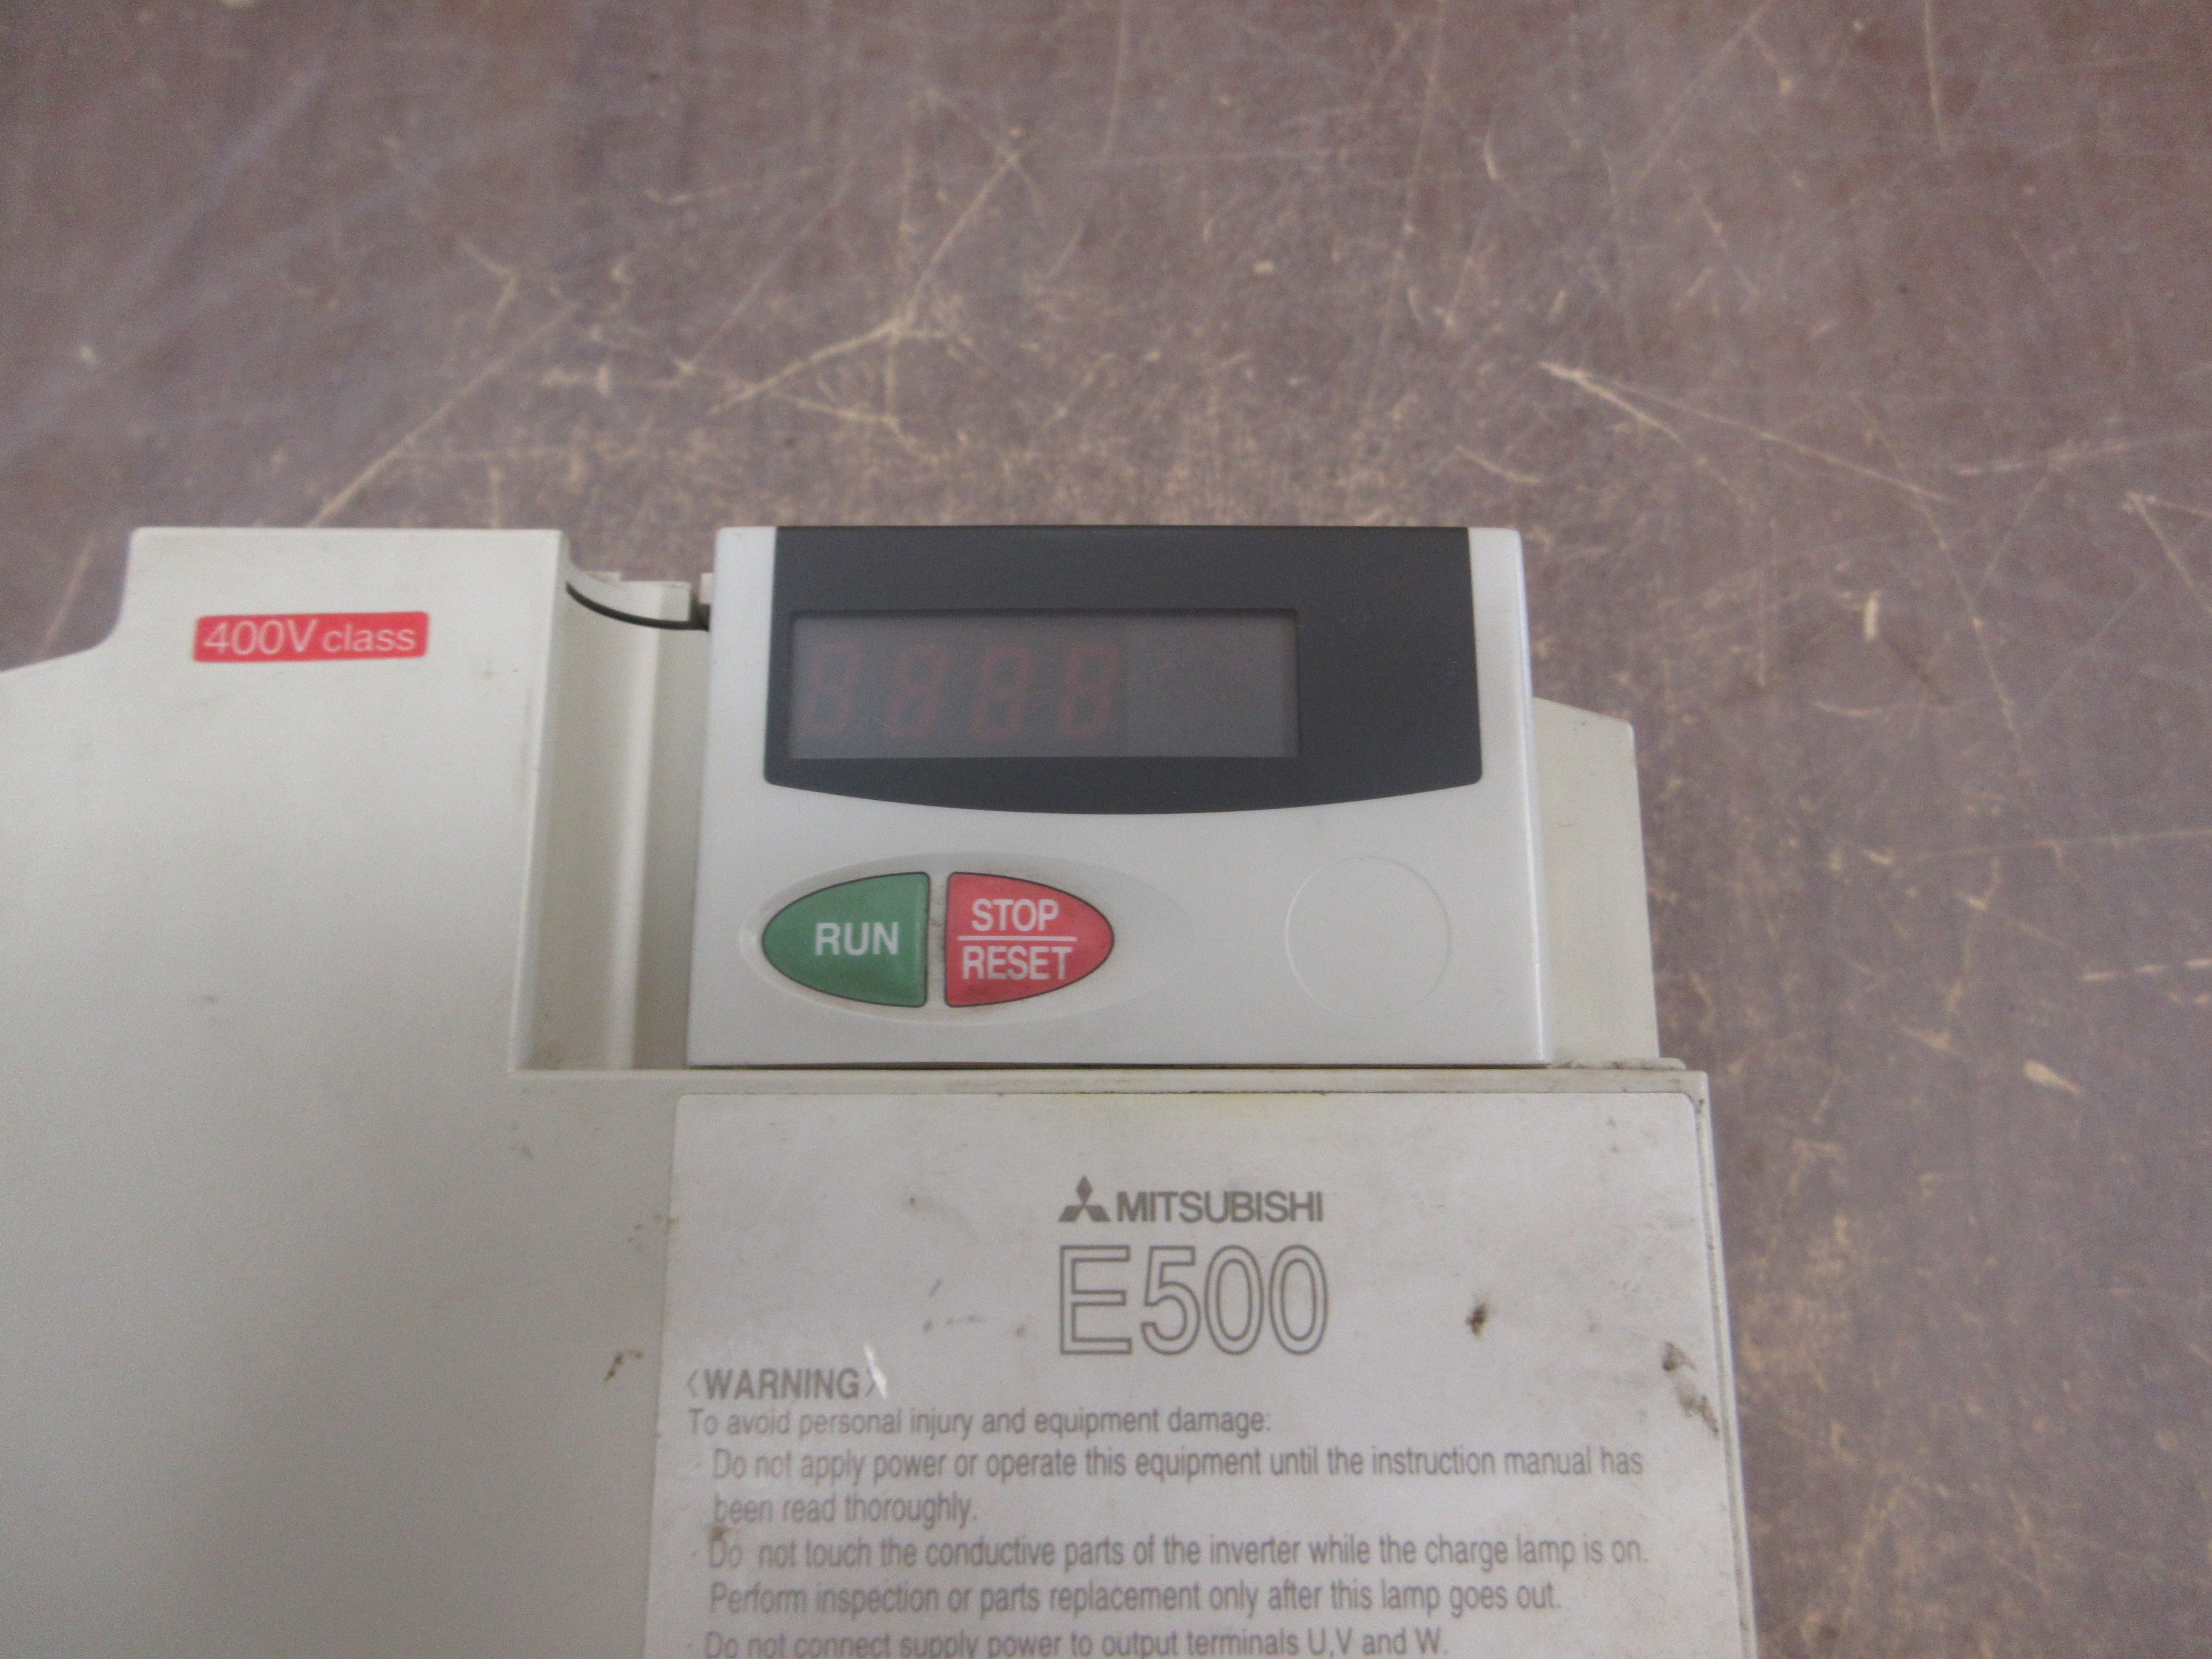 400V class
8888
RUN
STOP
RESET
MITSUBISHI
E500
〈WARNING〉
To avoid personal injury and equipment damage:
· Do not apply power or operate this equipment until the instruction manual has
been read thoroughly.
· Do not touch the conductive parts of the inverter while the charge lamp is on.
Perform inspection or parts replacement only after this lamp goes out.
· Do not connect supply power to output terminals U,V and W.